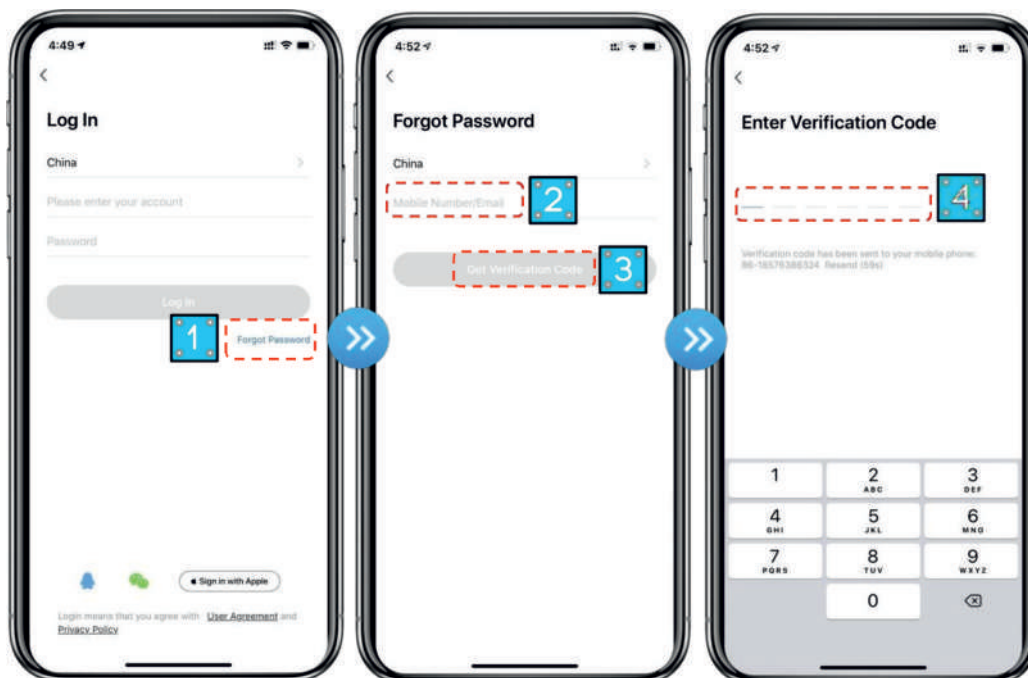 4:49
Log In
China
Please enter your account
Password
Log In
1
Forgot Password
Sign in with Apple
Login means that you agree with User Agreement and
Privacy Policy
4:52
Forgot Password
China
Mobile Number/Email
2
Get Verification Code
3
4:52
Enter Verification Code
4
Verification code has been sent to your mobile phone:
Resend (59s)
1
2
ABC
3
DEF
4
GHI
5
JKL
6
MNO
7
PQRS
8
TUV
9
WXYZ
0